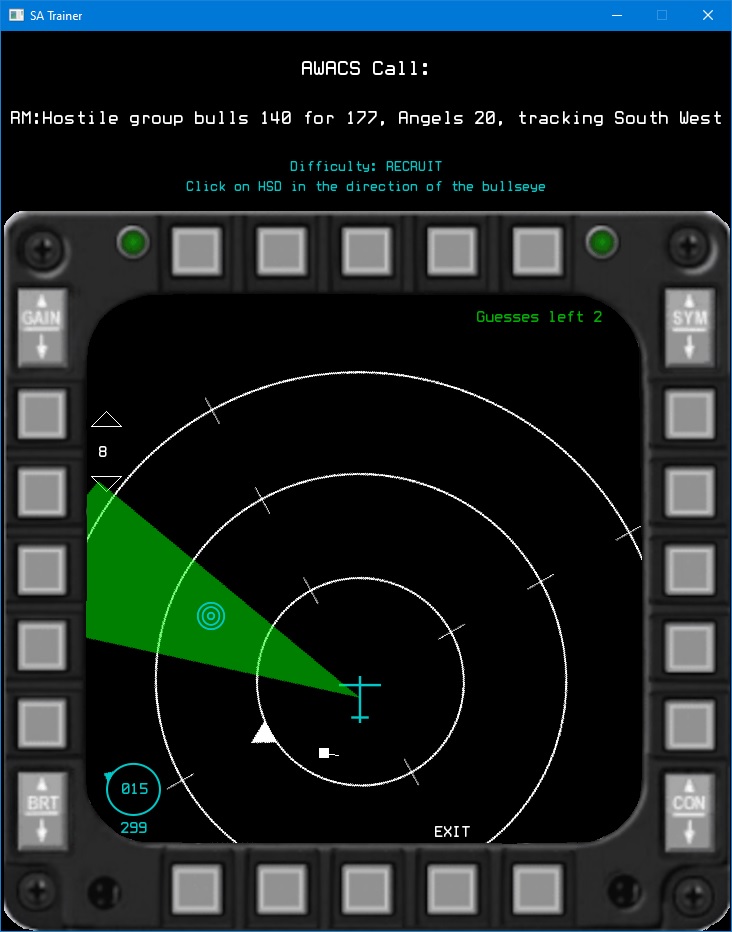 SA Trainer
AWACS Call:
RM:Hostile group bulls 140 for 177, Angels 20, tracking South West
Difficulty: RECRUIT
Click on HSD in the direction of the bullseye
GAIN
SYM
Guesses left 2
8
015
299
BRT
CON
EXIT